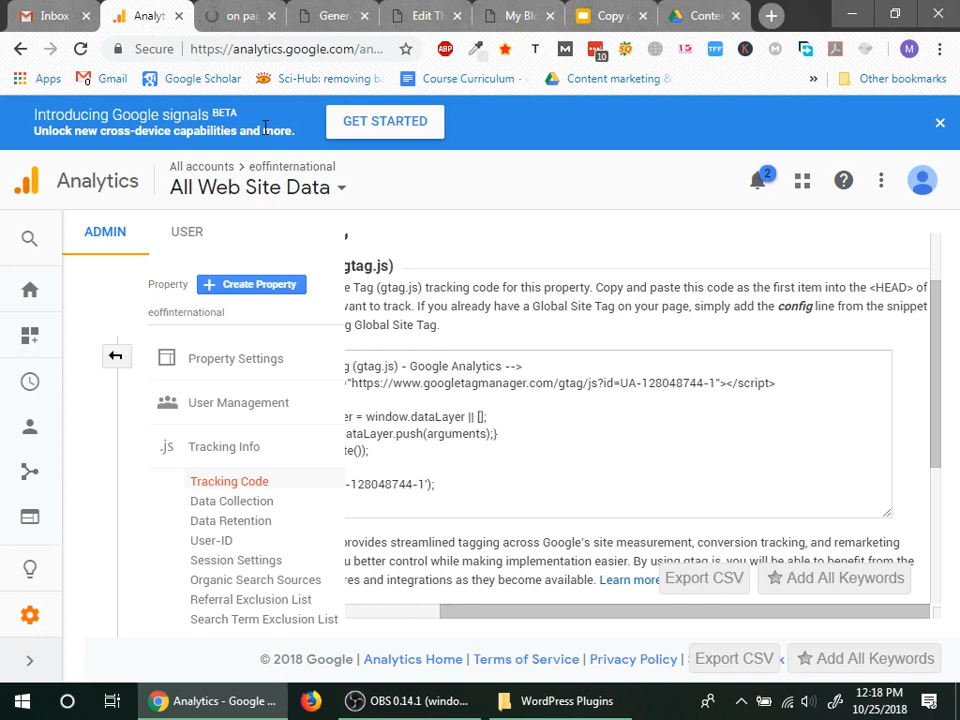 Inbox
Analyt
on pag
Gener
Edit Th
My Blo
Copy c
Conter
Secure
https://analytics.google.com/an...
ABP
T
10
TFF
K
M
Apps
Gmail
Google Scholar
Sci-Hub: removing ba
Course Curriculum -
Content marketing &
»
Other bookmarks
Introducing Google signals BETA
Unlock new cross-device capabilities and more.
GET STARTED
Analytics
All accounts > eoffinternational
All Web Site Data
2
ADMIN
USER
Property
+ Create Property
eoffinternational
Property Settings
User Management
.js Tracking Info
Tracking Code
Data Collection
Data Retention
User-ID
Session Settings
Organic Search Sources
Referral Exclusion List
Search Term Exclusion List
gtag.js)
e Tag (gtag.js) tracking code for this property. Copy and paste this code as the first item into the <HEAD> of
vant to track. If you already have a Global Site Tag on your page, simply add the config line from the snippet
g Global Site Tag.
g (gtag.js) - Google Analytics -->
="https://www.googletagmanager.com/gtag/js?id=UA-128048744-1"></script>
er = window.dataLayer || [];
dataLayer.push(arguments);}
te());
-128048744-1');
provides streamlined tagging across Google's site measurement, conversion tracking, and remarketing
u better control while making implementation easier. By using gtag.js, you will be able to benefit from the
res and integrations as they become available. Learn more
Export CSV
Add All Keywords
© 2018 Google | Analytics Home | Terms of Service | Privacy Policy |
Export CSV
Add All Keywords
Analytics - Google ...
OBS 0.14.1 (windo...
WordPress Plugins
12:18 PM
10/25/2018